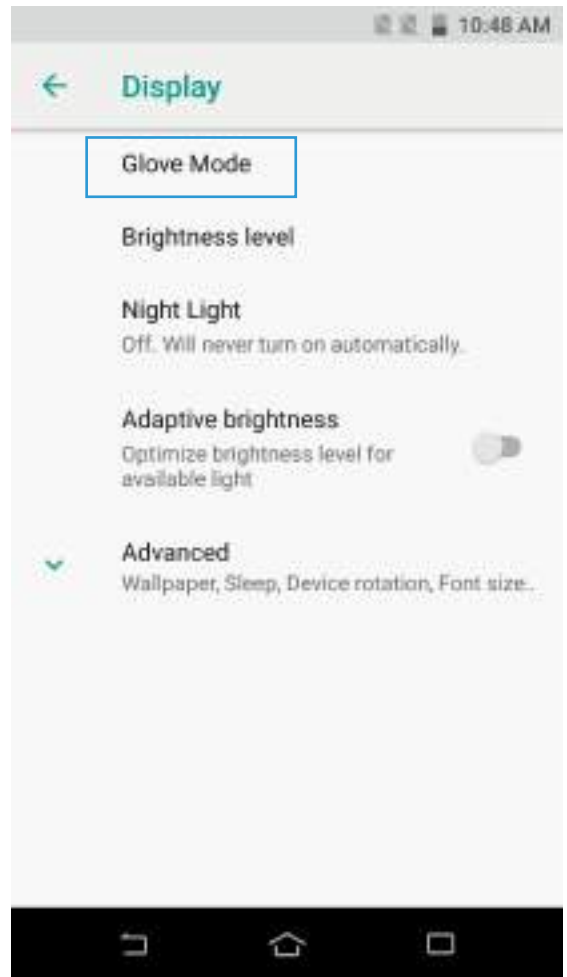 10:48 AM
Display
Glove Mode
Brightness level
Night Light
Off. Will never turn on automatically.
Adaptive brightness
Optimize brightness level for
available light
Advanced
Wallpaper, Sleep, Device rotation, Font size..